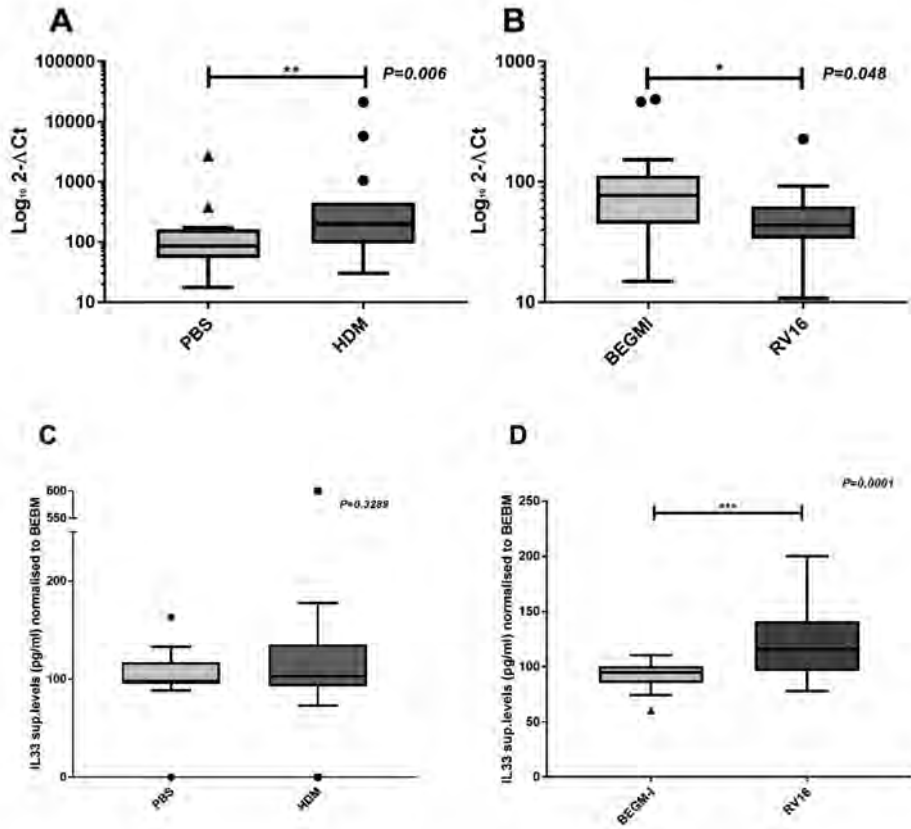 A
B
100000
10000
1000
100
10
Log₁₀ 2-ΛCt
**
P=0.006
PBS
HDM
1000
100
10
Log₁₀ 2-ΛCt
*
P=0.048
BEGMI
RV16
C
D
600
550
200
100
0
IL33 sup.levels (pg/ml) normalised to BEBM
P=0.3289
PBS
HDM
250
200
150
100
50
0
IL33 sup.levels (pg/ml) normalised to BEBM
P=0.0001
***
BEGM-I
RV16